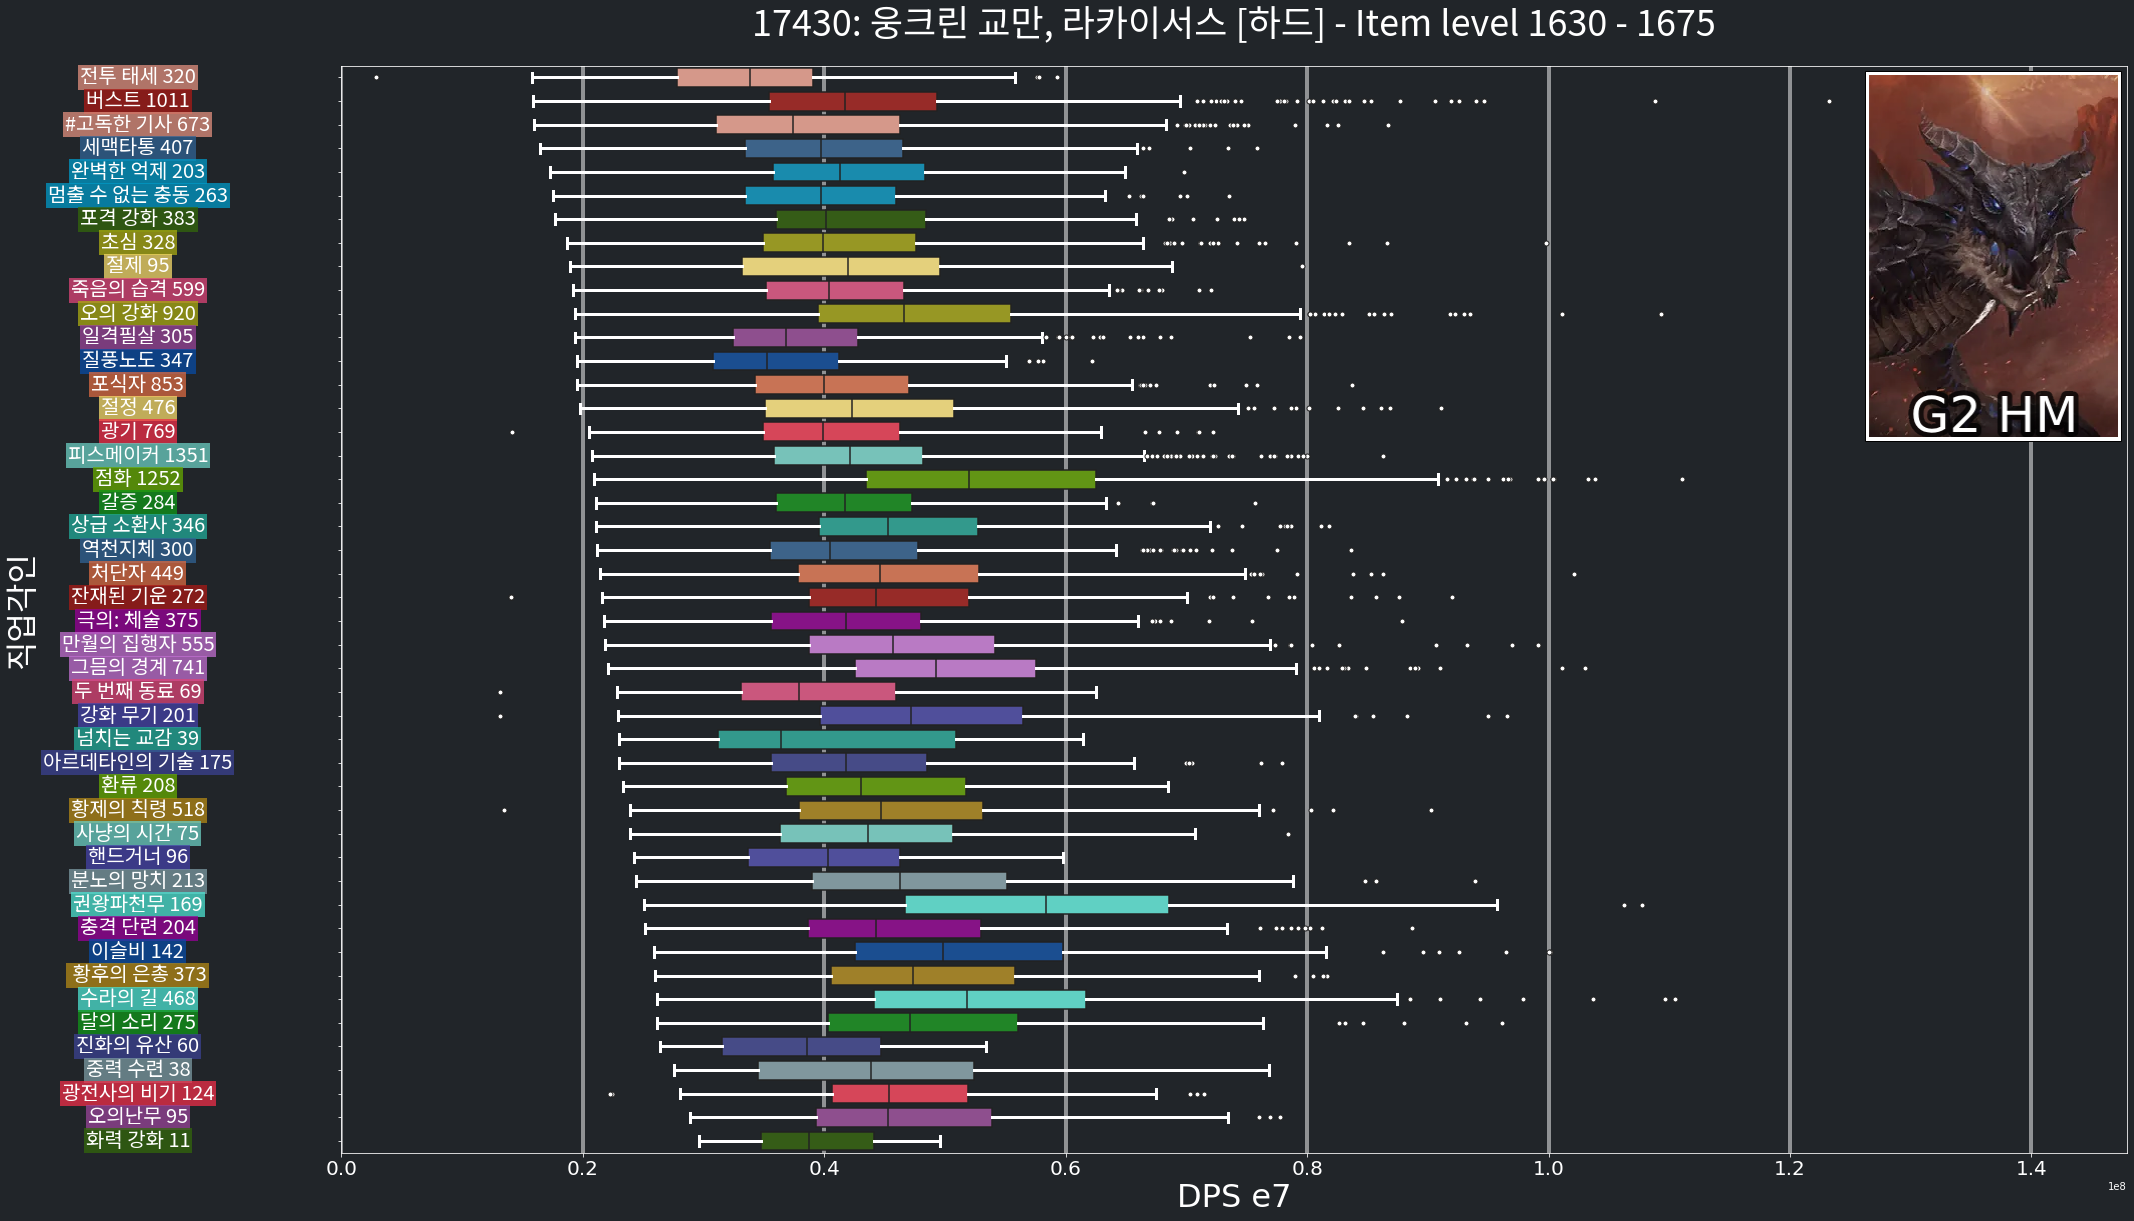 17430: 웅크린 교만, 라카이서스 [하드] - Item level 1630 - 1675
전투 태세 320
버스트 1011
#고독한 기사 673
세맥타통 407
완벽한 억제 203
멈출 수 없는 충동 263
포격 강화 383
초심 328
절제 95
죽음의 습격 599
오의 강화 920
일격필살 305
질풍노도 347
포식자 853
절정 476
광기 769
피스메이커 1351
점화 1252
갈증 284
상급 소환사 346
역천지체 300
처단자 449
잔재된 기운 272
극의: 체술 375
만월의 집행자 555
그믐의 경계 741
두 번째 동료 69
강화 무기 201
넘치는 교감 39
아르데타인의 기술 175
환류 208
황제의 칙령 518
사냥의 시간 75
핸드거너 96
분노의 망치 213
권왕파천무 169
충격 단련 204
이슬비 142
황후의 은총 373
수라의 길 468
달의 소리 275
진화의 유산 60
중력 수련 38
광전사의 비기 124
오의난무 95
화력 강화 11
직업각인
G2 HM
0.0 0.2 0.4 0.6 0.8 1.0 1.2 1.4
1e8
DPS e7